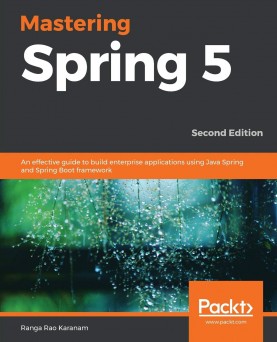 Mastering
Spring 5
Second Edition
An effective guide to build enterprise applications using Java Spring
and Spring Boot framework
Packt>
www.packt.com
Ranga Rao Karanam